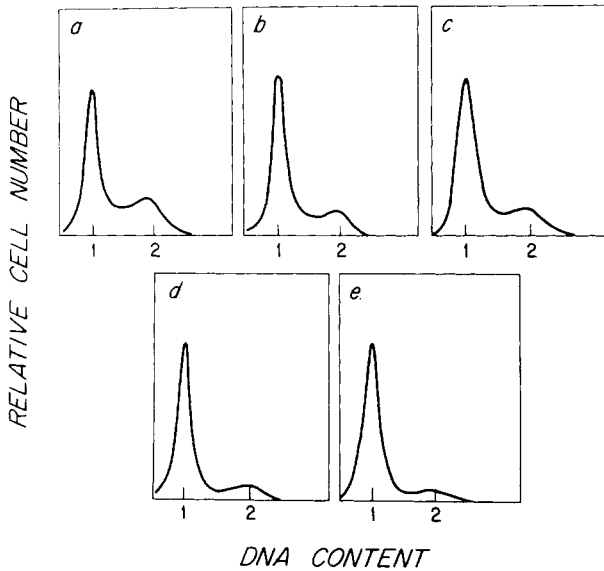 a
b
c
1 2
1 2
1 2
RELATIVE CELL NUMBER
d
e
1 2
1 2
DNA CONTENT